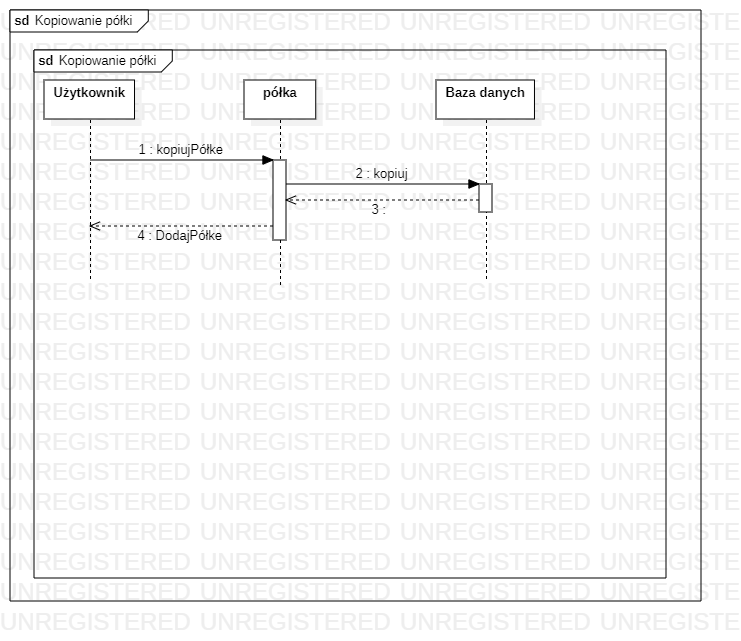 sd Kopiowanie półki
sd Kopiowanie półki
Użytkownik
półka
Baza danych
1 : kopiujPółke
2 : kopiuj
3 :
4 : DodajPółke
UNREGISTERED UNREGISTERED UNREGISTERED UNREGISTE